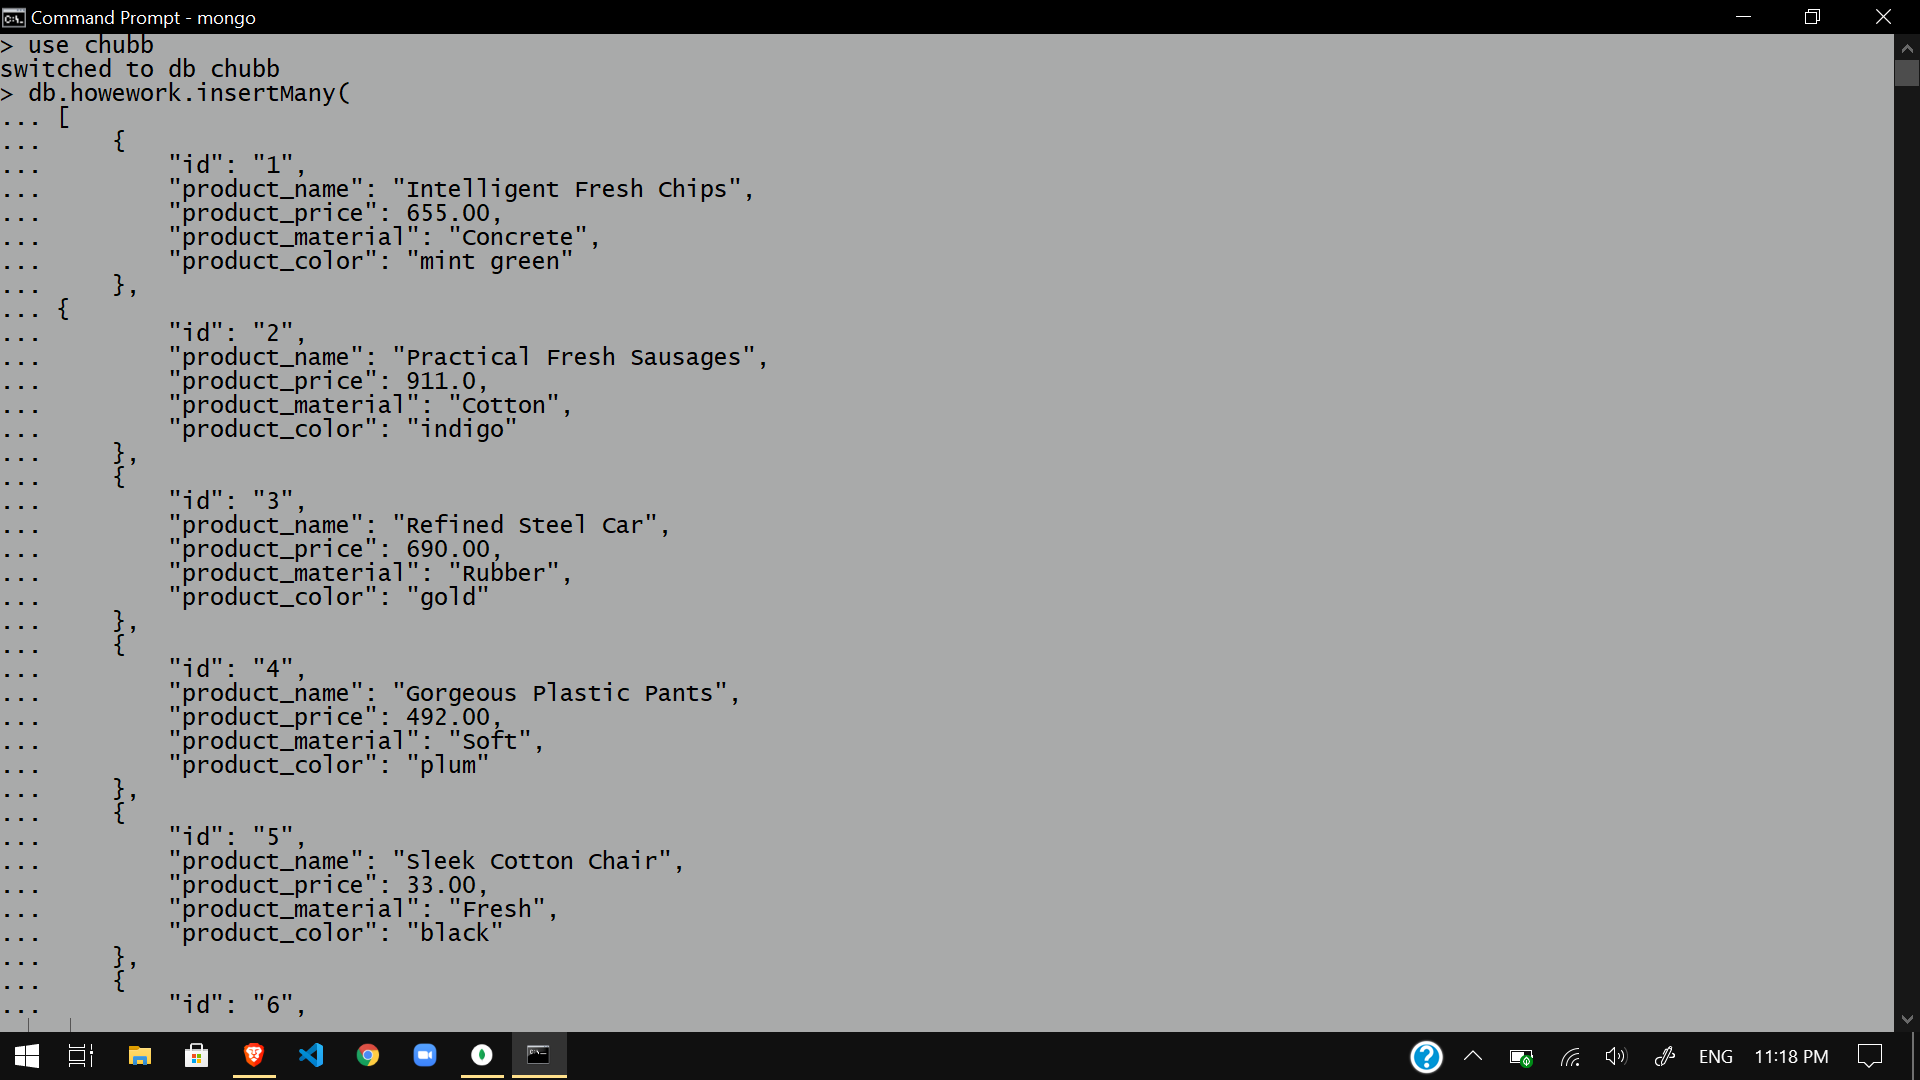 Command Prompt - mongo
> use chubb
switched to db chubb
> db.howework.insertMany(
... [
...     {
...         "id": "1",
...         "product_name": "Intelligent Fresh Chips",
...         "product_price": 655.00,
...         "product_material": "Concrete",
...         "product_color": "mint green"
...     },
... {
...         "id": "2",
...         "product_name": "Practical Fresh Sausages",
...         "product_price": 911.0,
...         "product_material": "Cotton",
...         "product_color": "indigo"
...     },
...     {
...         "id": "3",
...         "product_name": "Refined Steel Car",
...         "product_price": 690.00,
...         "product_material": "Rubber",
...         "product_color": "gold"
...     },
...     {
...         "id": "4",
...         "product_name": "Gorgeous Plastic Pants",
...         "product_price": 492.00,
...         "product_material": "Soft",
...         "product_color": "plum"
...     },
...     {
...         "id": "5",
...         "product_name": "Sleek Cotton Chair",
...         "product_price": 33.00,
...         "product_material": "Fresh",
...         "product_color": "black"
...     },
...     {
...         "id": "6",
ENG 11:18 PM